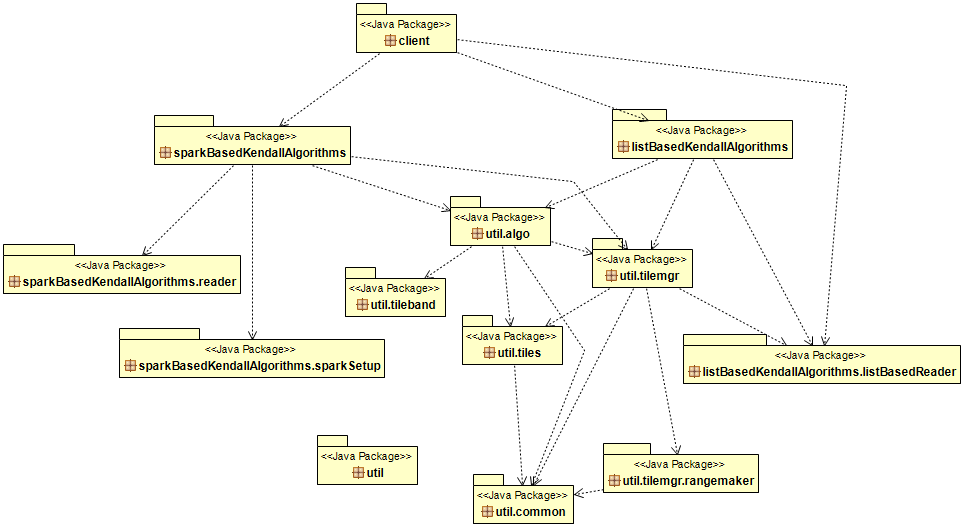 <<Java Package>>
client
<<Java Package>>
sparkBasedKendallAlgorithms
<<Java Package>>
listBasedKendallAlgorithms
<<Java Package>>
util.algo
<<Java Package>>
sparkBasedKendallAlgorithms.reader
<<Java Package>>
util.tilemgr
<<Java Package>>
util.tileband
<<Java Package>>
sparkBasedKendallAlgorithms.sparkSetup
<<Java Package>>
util.tiles
<<Java Package>>
listBasedKendallAlgorithms.listBasedReader
<<Java Package>>
util
<<Java Package>>
util.tilemgr.rangemaker
<<Java Package>>
util.common